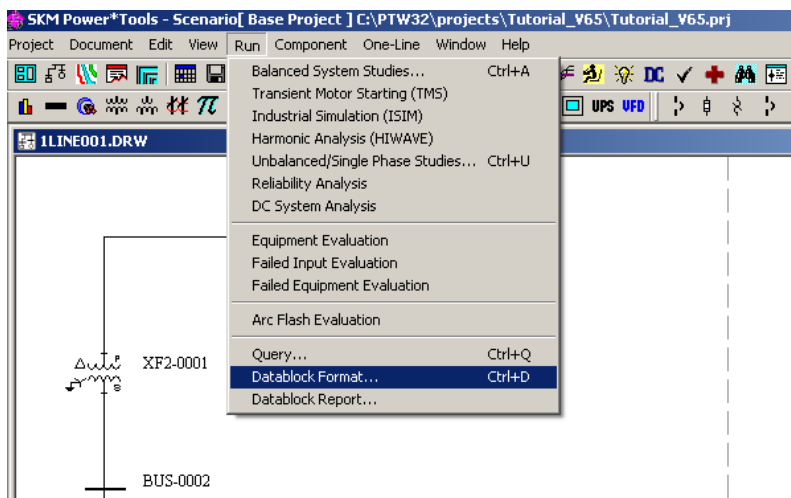 SKM Power*Tools - Scenario[ Base Project ] C:\PTW32\projects\Tutorial_V65\Tutorial_V65.prj
Project Document Edit View Run Component One-Line Window Help
DC
UPS VFD
1LINE001.DRW
Balanced System Studies... Ctrl+A
Transient Motor Starting (TMS)
Industrial Simulation (ISIM)
Harmonic Analysis (HIWAVE)
Unbalanced/Single Phase Studies... Ctrl+U
Reliability Analysis
DC System Analysis
Equipment Evaluation
Failed Input Evaluation
Failed Equipment Evaluation
Arc Flash Evaluation
Query... Ctrl+Q
Datablock Format... Ctrl+D
Datablock Report...
P
XF2-0001
S
BUS-0002